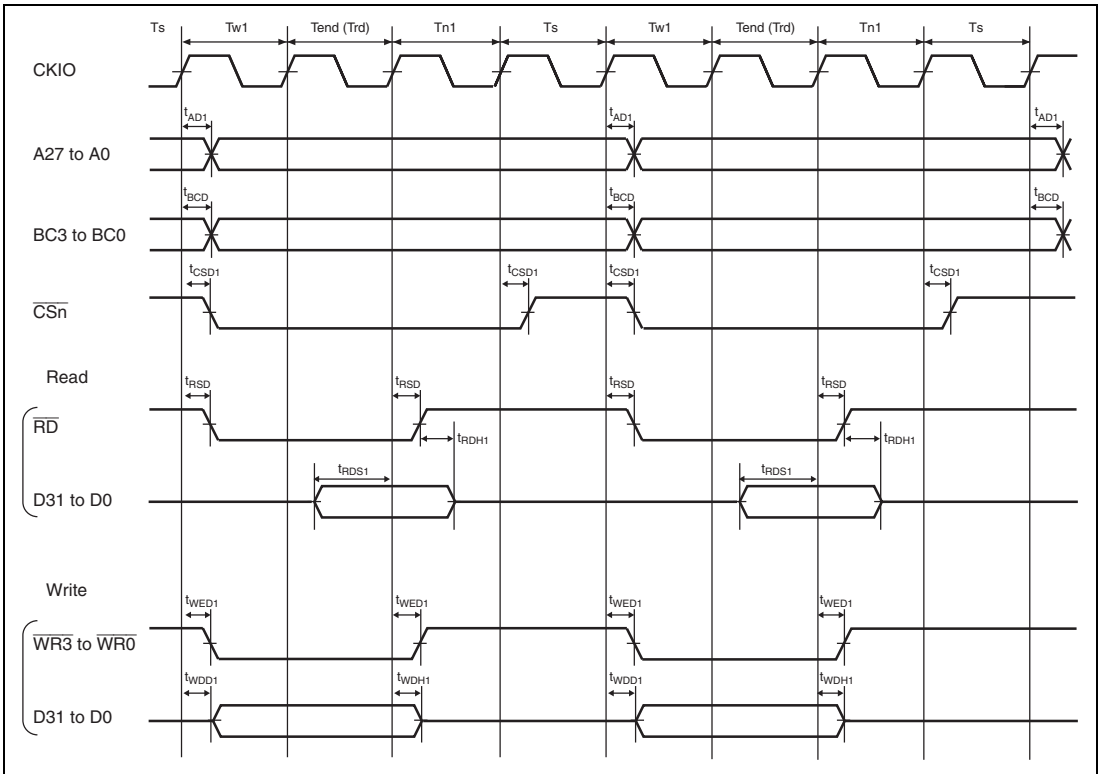 Ts Tw1 Tend (Trd) Tn1 Ts Tw1 Tend (Trd) Tn1 Ts
CKIO
tAD1 tAD1 tAD1
A27 to A0
tBCD tBCD tBCD
BC3 to BC0
tCSD1 tCSD1 tCSD1 tCSD1
CSn
Read
tRSD tRSD tRSD tRSD
RD
tRDH1 tRDH1
tRDS1 tRDS1
D31 to D0
Write
tWED1 tWED1 tWED1 tWED1
WR3 to WR0
tWDD1 tWDH1 tWDD1 tWDH1
D31 to D0